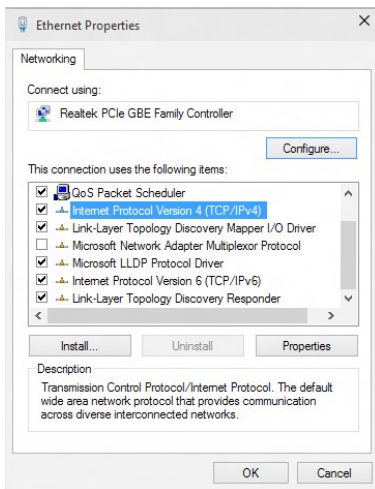 Ethernet Properties
Networking
Connect using:
Realtek PCIe GBE Family Controller
Configure...
This connection uses the following items:
QoS Packet Scheduler
Internet Protocol Version 4 (TCP/IPv4)
Link-Layer Topology Discovery Mapper I/O Driver
Microsoft Network Adapter Multiplexor Protocol
Microsoft LLDP Protocol Driver
Internet Protocol Version 6 (TCP/IPv6)
Link-Layer Topology Discovery Responder
Install... Uninstall Properties
Description
Transmission Control Protocol/Internet Protocol. The default
wide area network protocol that provides communication
across diverse interconnected networks.
OK Cancel